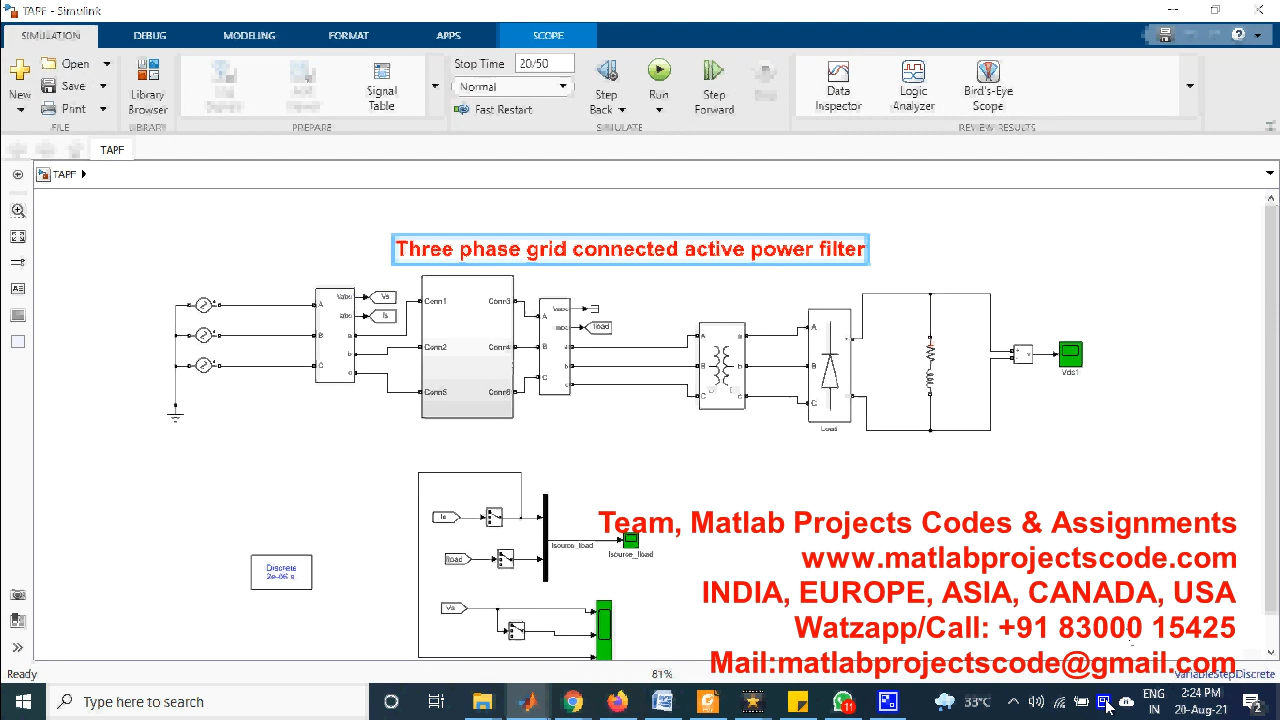 TAPF - Simulink
SIMULATION DEBUG MODELING FORMAT APPS SCOPE
New
Open
Save
Print
FILE
Library Browser
LIBRARY
Signal Table
PREPARE
Stop Time 20/50
Normal
Fast Restart
Step Back
Run
Step Forward
SIMULATE
Data Inspector
Logic Analyzer
Bird's-Eye Scope
REVIEW RESULTS
TAPF
TAPF
Three phase grid connected active power filter
A
B
C
Vabc
Iabc
a
b
c
Vs
Is
Conn1
Conn2
Conn5
Conn3
Conn4
Conn6
A
B
C
a
b
c
Iload
A
B
C
a
b
c
A
B
C
Load
Vdc1
Is
Iload
Isource_Iload
Isource_Iload
Vs
Discrete
2e-06 s.
Team, Matlab Projects Codes & Assignments
www.matlabprojectscode.com
INDIA, EUROPE, ASIA, CANADA, USA
Watzapp/Call: +91 83000 15425
Mail:matlabprojectscode@gmail.com
Ready
81%
VariableStepDiscrete
Type here to search
11
33°C
ENG
IN
2:24 PM
20-Aug-21
2